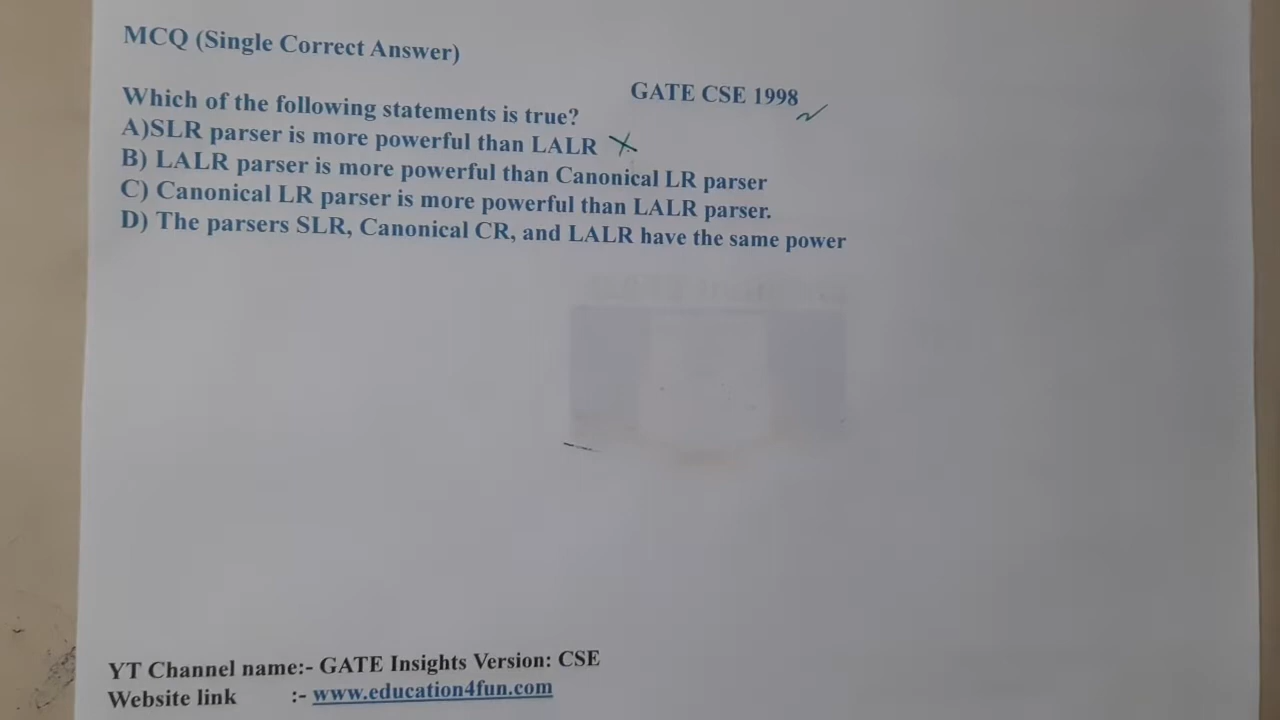 MCQ (Single Correct Answer)
GATE CSE 1998
Which of the following statements is true?
A)SLR parser is more powerful than LALR
B) LALR parser is more powerful than Canonical LR parser
C) Canonical LR parser is more powerful than LALR parser.
D) The parsers SLR, Canonical CR, and LALR have the same power
YT Channel name:- GATE Insights Version: CSE
Website link :- www.education4fun.com